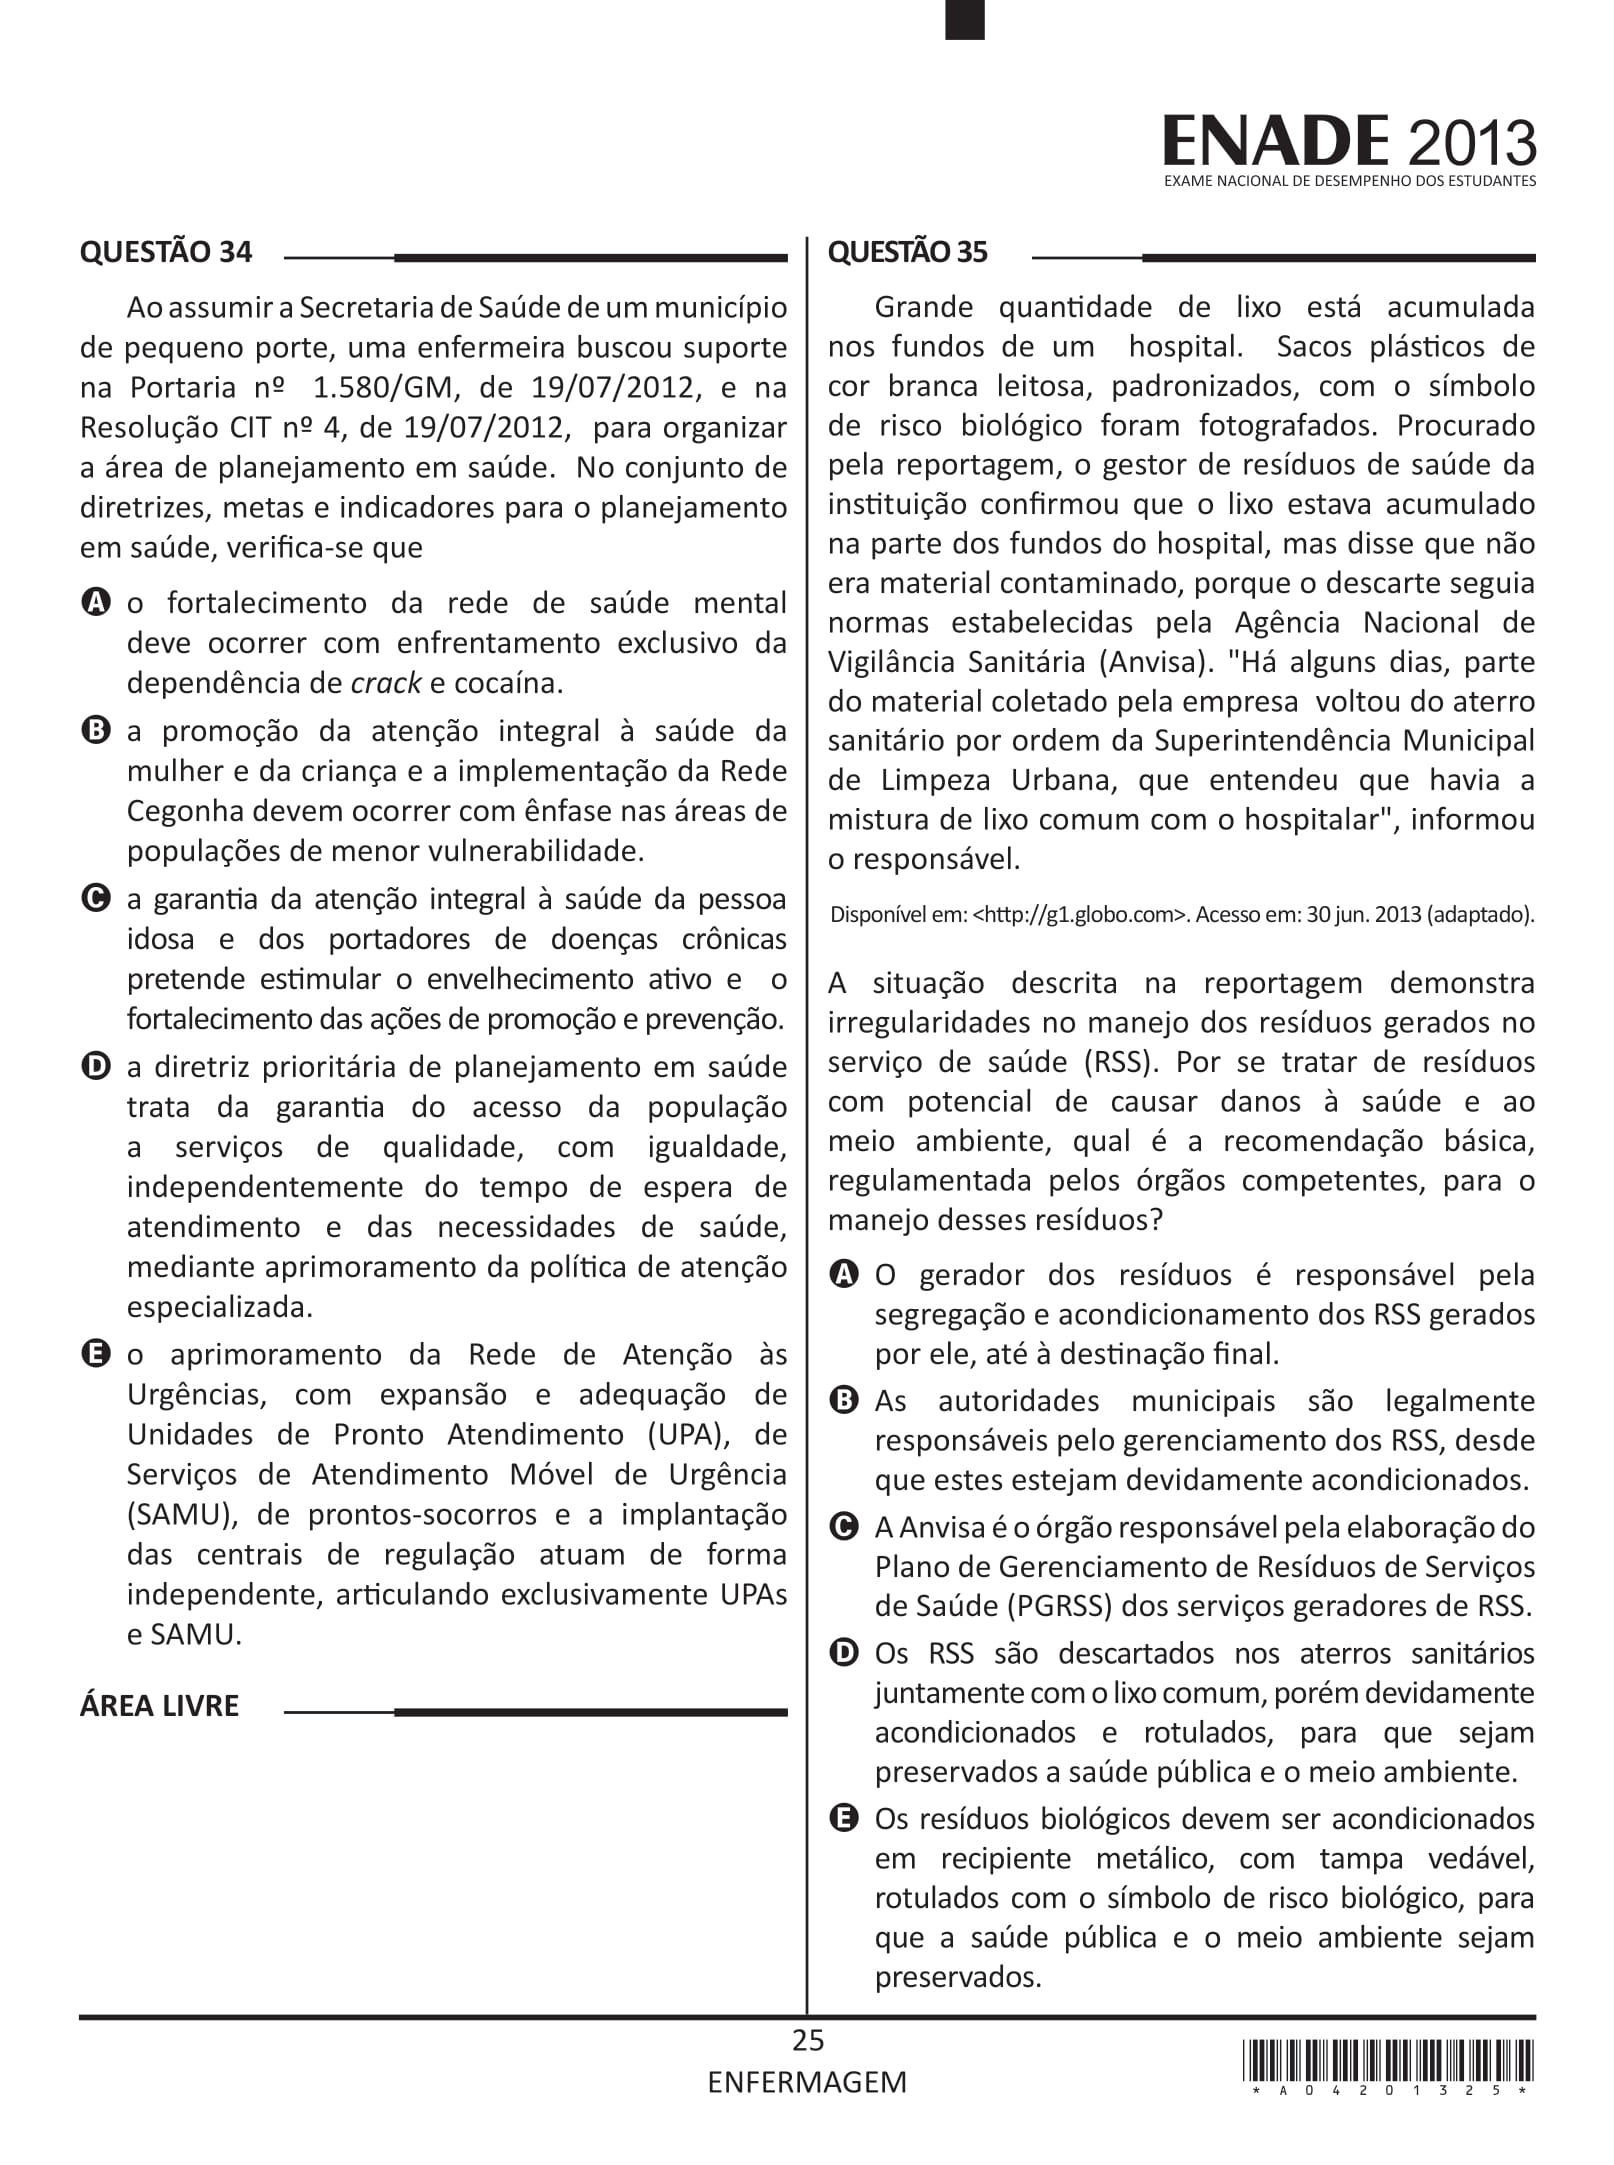 ENADE 2013
EXAME NACIONAL DE DESEMPENHO DOS ESTUDANTES
QUESTÃO 34
Ao assumir a Secretaria de Saúde de um município
de pequeno porte, uma enfermeira buscou suporte
na Portaria nº 1.580/GM, de 19/07/2012, e na
Resolução CIT nº 4, de 19/07/2012, para organizar
a área de planejamento em saúde. No conjunto de
diretrizes, metas e indicadores para o planejamento
em saúde, verifica-se que
A o fortalecimento da rede de saúde mental
deve ocorrer com enfrentamento exclusivo da
dependência de crack e cocaína.
B a promoção da atenção integral à saúde da
mulher e da criança e a implementação da Rede
Cegonha devem ocorrer com ênfase nas áreas de
populações de menor vulnerabilidade.
C a garantia da atenção integral à saúde da pessoa
idosa e dos portadores de doenças crônicas
pretende estimular o envelhecimento ativo e o
fortalecimento das ações de promoção e prevenção.
D a diretriz prioritária de planejamento em saúde
trata da garantia do acesso da população
a serviços de qualidade, com igualdade,
independentemente do tempo de espera de
atendimento e das necessidades de saúde,
mediante aprimoramento da política de atenção
especializada.
E o aprimoramento da Rede de Atenção às
Urgências, com expansão e adequação de
Unidades de Pronto Atendimento (UPA), de
Serviços de Atendimento Móvel de Urgência
(SAMU), de prontos-socorros e a implantação
das centrais de regulação atuam de forma
independente, articulando exclusivamente UPAs
e SAMU.
ÁREA LIVRE
QUESTÃO 35
Grande quantidade de lixo está acumulada
nos fundos de um hospital. Sacos plásticos de
cor branca leitosa, padronizados, com o símbolo
de risco biológico foram fotografados. Procurado
pela reportagem, o gestor de resíduos de saúde da
instituição confirmou que o lixo estava acumulado
na parte dos fundos do hospital, mas disse que não
era material contaminado, porque o descarte seguia
normas estabelecidas pela Agência Nacional de
Vigilância Sanitária (Anvisa). "Há alguns dias, parte
do material coletado pela empresa voltou do aterro
sanitário por ordem da Superintendência Municipal
de Limpeza Urbana, que entendeu que havia a
mistura de lixo comum com o hospitalar", informou
o responsável.
Disponível em: <http://g1.globo.com>. Acesso em: 30 jun. 2013 (adaptado).
A situação descrita na reportagem demonstra
irregularidades no manejo dos resíduos gerados no
serviço de saúde (RSS). Por se tratar de resíduos
com potencial de causar danos à saúde e ao
meio ambiente, qual é a recomendação básica,
regulamentada pelos órgãos competentes, para o
manejo desses resíduos?
A O gerador dos resíduos é responsável pela
segregação e acondicionamento dos RSS gerados
por ele, até à destinação final.
B As autoridades municipais são legalmente
responsáveis pelo gerenciamento dos RSS, desde
que estes estejam devidamente acondicionados.
C A Anvisa é o órgão responsável pela elaboração do
Plano de Gerenciamento de Resíduos de Serviços
de Saúde (PGRSS) dos serviços geradores de RSS.
D Os RSS são descartados nos aterros sanitários
juntamente com o lixo comum, porém devidamente
acondicionados e rotulados, para que sejam
preservados a saúde pública e o meio ambiente.
E Os resíduos biológicos devem ser acondicionados
em recipiente metálico, com tampa vedável,
rotulados com o símbolo de risco biológico, para
que a saúde pública e o meio ambiente sejam
preservados.
25
ENFERMAGEM
*A04201325*